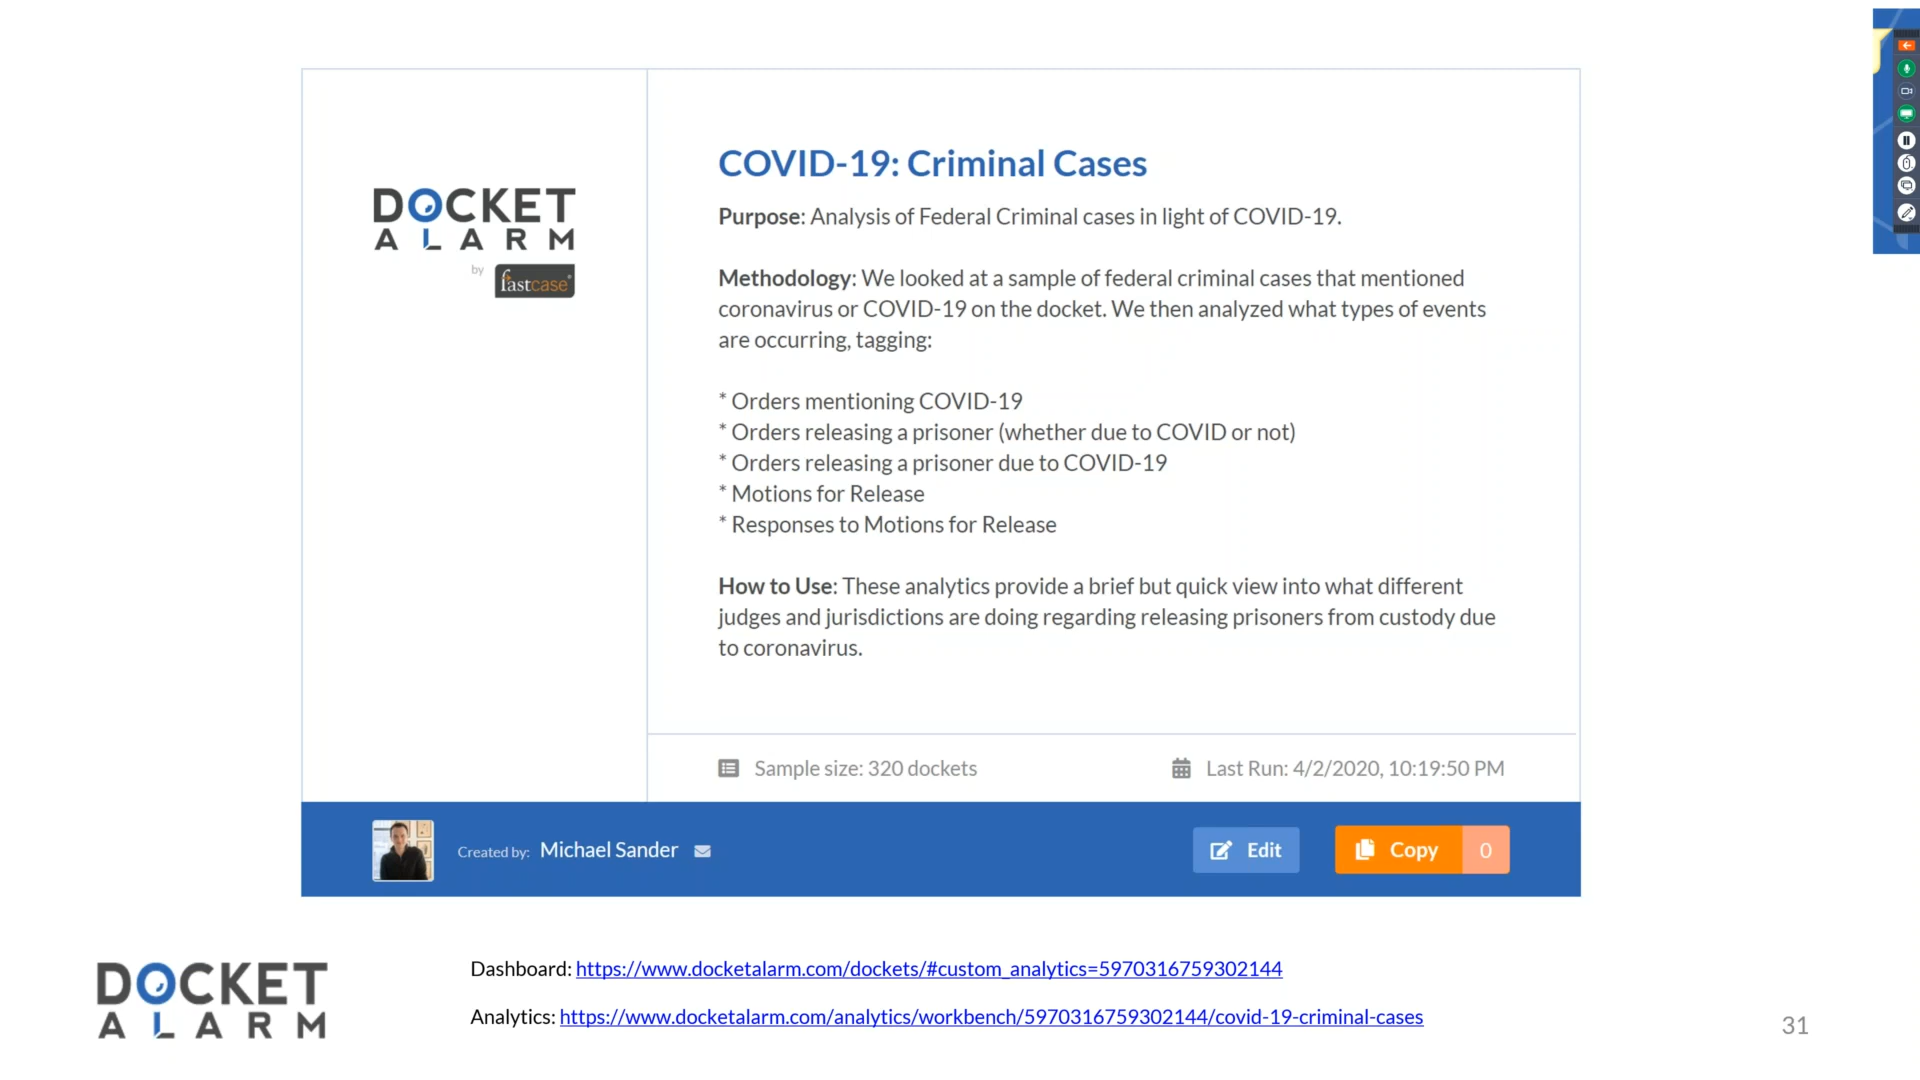 DOCKET
ALARM
by fastcase
COVID-19: Criminal Cases
Purpose: Analysis of Federal Criminal cases in light of COVID-19.
Methodology: We looked at a sample of federal criminal cases that mentioned
coronavirus or COVID-19 on the docket. We then analyzed what types of events
are occurring, tagging:
* Orders mentioning COVID-19
* Orders releasing a prisoner (whether due to COVID or not)
* Orders releasing a prisoner due to COVID-19
* Motions for Release
* Responses to Motions for Release
How to Use: These analytics provide a brief but quick view into what different
judges and jurisdictions are doing regarding releasing prisoners from custody due
to coronavirus.
Sample size: 320 dockets
Last Run: 4/2/2020, 10:19:50 PM
Created by: Michael Sander
Edit
Copy 0
DOCKET
ALARM
Dashboard: https://www.docketalarm.com/dockets/#custom_analytics=5970316759302144
Analytics: https://www.docketalarm.com/analytics/workbench/5970316759302144/covid-19-criminal-cases
31